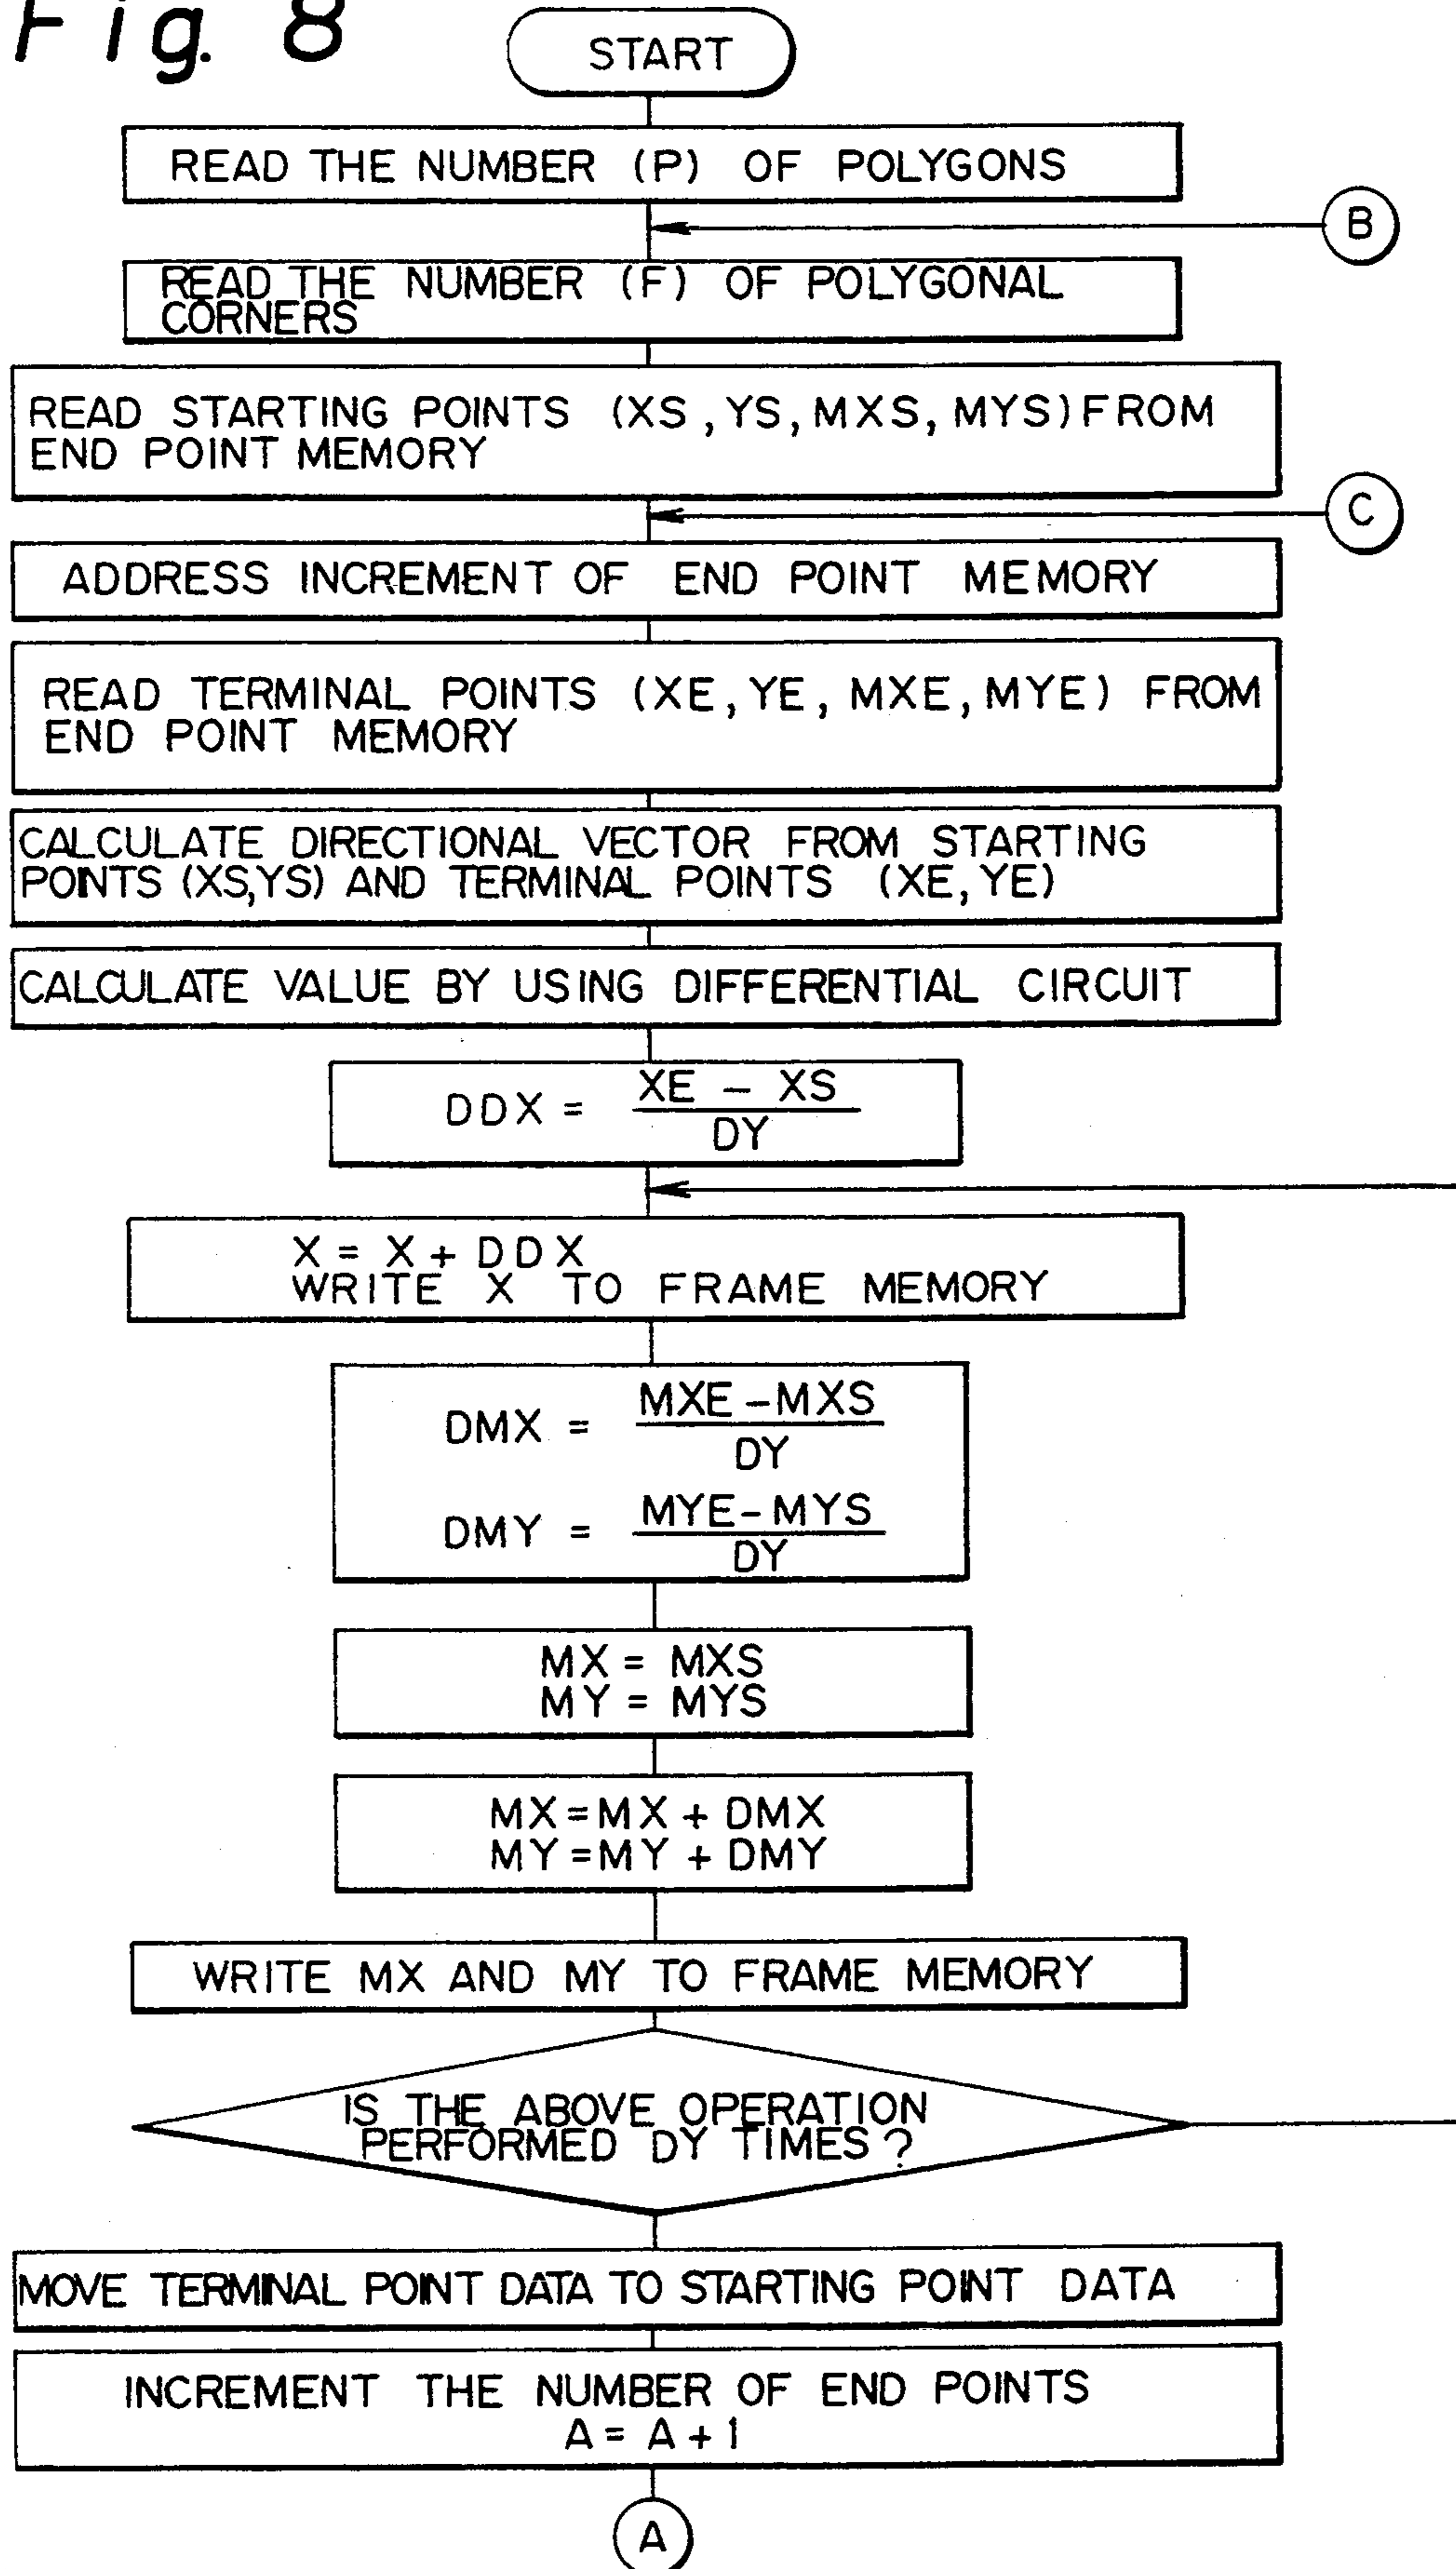 Fig. 8
START
READ THE NUMBER (P) OF POLYGONS
B
READ THE NUMBER (F) OF POLYGONAL
CORNERS
READ STARTING POINTS (XS, YS, MXS, MYS) FROM
END POINT MEMORY
C
ADDRESS INCREMENT OF END POINT MEMORY
READ TERMINAL POINTS (XE, YE, MXE, MYE) FROM
END POINT MEMORY
CALCULATE DIRECTIONAL VECTOR FROM STARTING
PONTS (XS,YS) AND TERMINAL POINTS (XE, YE)
CALCULATE VALUE BY USING DIFFERENTIAL CIRCUIT
DDX = XE - XS
DY
X = X + DDX
WRITE X TO FRAME MEMORY
DMX = MXE - MXS
DY
DMY = MYE - MYS
DY
MX = MXS
MY = MYS
MX = MX + DMX
MY = MY + DMY
WRITE MX AND MY TO FRAME MEMORY
IS THE ABOVE OPERATION
PERFORMED DY TIMES?
MOVE TERMINAL POINT DATA TO STARTING POINT DATA
INCREMENT THE NUMBER OF END POINTS
A = A + 1
A